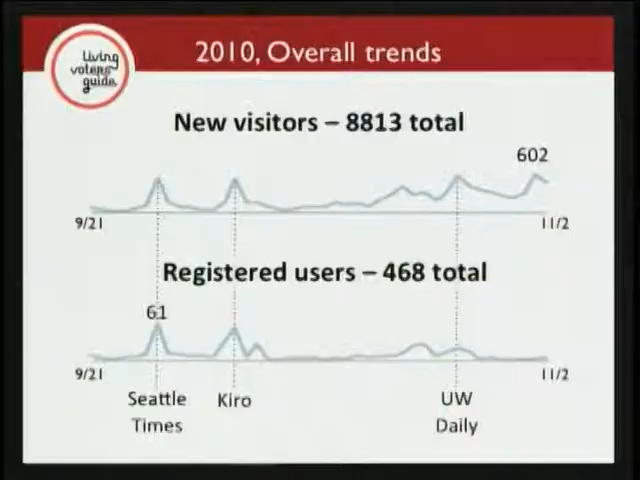 Living
voters
guide
2010, Overall trends
New visitors – 8813 total
602
9/21
11/2
Registered users – 468 total
61
9/21
11/2
Seattle
Times
Kiro
UW
Daily